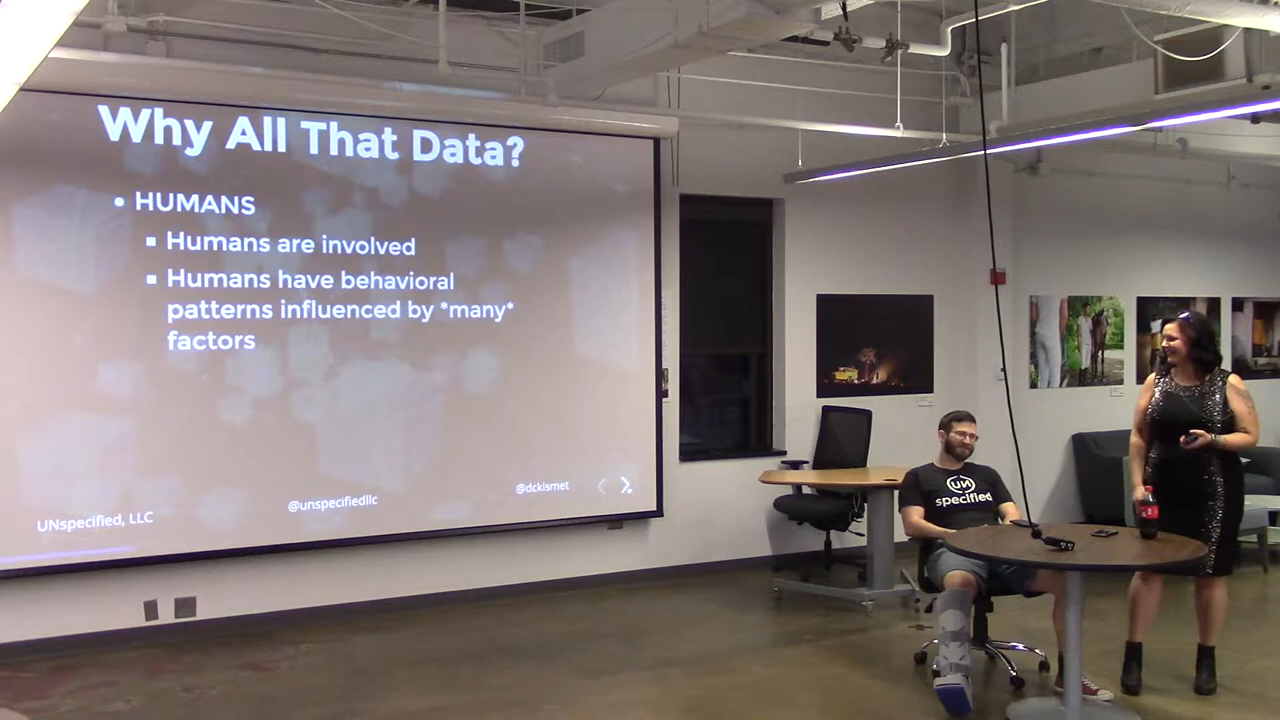 Why All That Data?
• HUMANS
▪ Humans are involved
▪ Humans have behavioral
patterns influenced by *many*
factors
@dckismet
@unspecifiedllc
UNspecified, LLC
un
specified